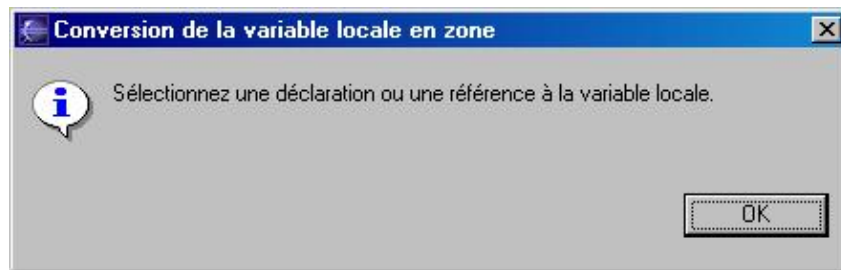 Conversion de la variable locale en zone
Sélectionnez une déclaration ou une référence à la variable locale.
OK